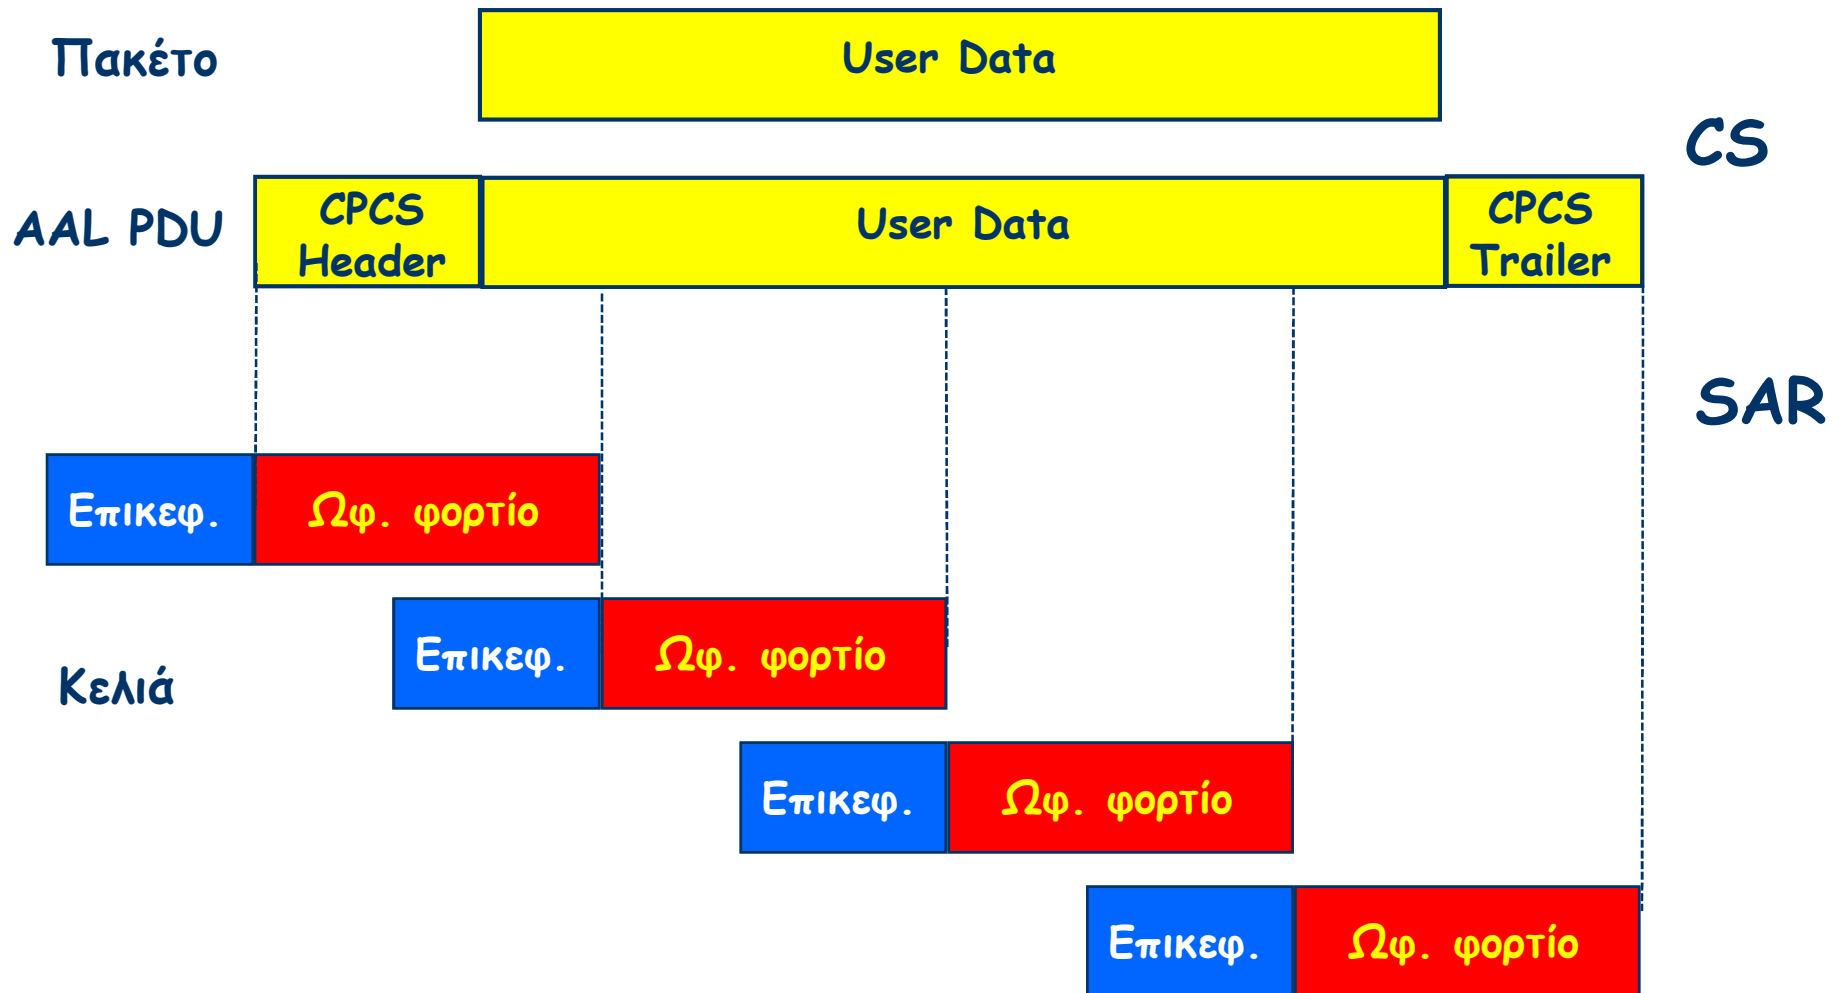 Πακέτο
User Data
CS
AAL PDU
CPCS
Header
User Data
CPCS
Trailer
SAR
Επικεφ.
Ωφ. φορτίο
Επικεφ.
Ωφ. φορτίο
Κελιά
Επικεφ.
Ωφ. φορτίο
Επικεφ.
Ωφ. φορτίο